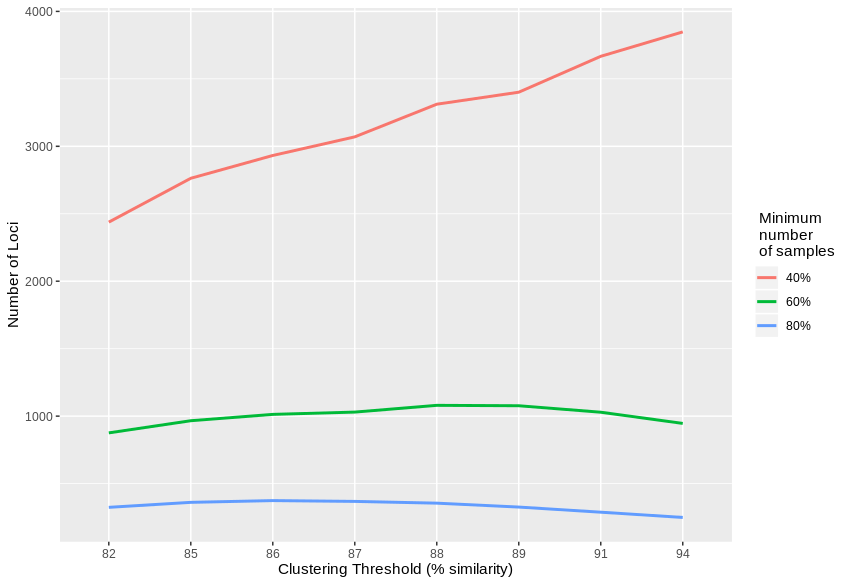 4000
3000
2000
1000
Number of Loci
82 85 86 87 88 89 91 94
Clustering Threshold (% similarity)
Minimum
number
of samples
40%
60%
80%